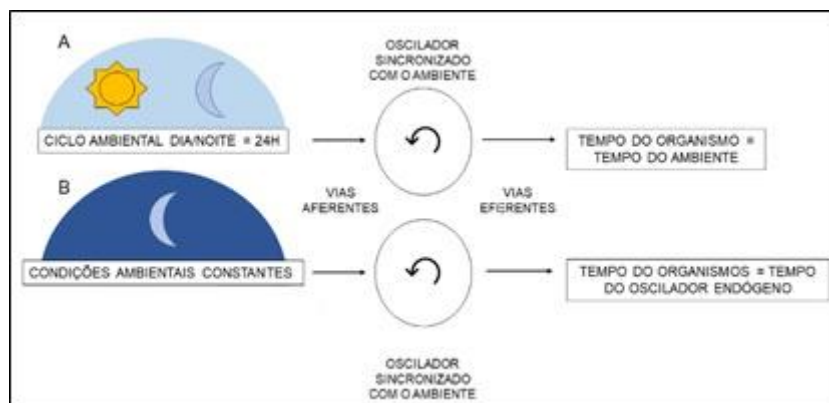 A
CICLO AMBIENTAL DIA/NOITE = 24H
OSCILADOR
SINCRONIZADO
COM O AMBIENTE
TEMPO DO ORGANISMO =
TEMPO DO AMBIENTE
VIAS
AFERENTES
VIAS
EFERENTES
B
CONDIÇÕES AMBIENTAIS CONSTANTES
TEMPO DO ORGANISMOS = TEMPO
DO OSCILADOR ENDÓGENO
OSCILADOR
SINCRONIZADO
COM O AMBIENTE